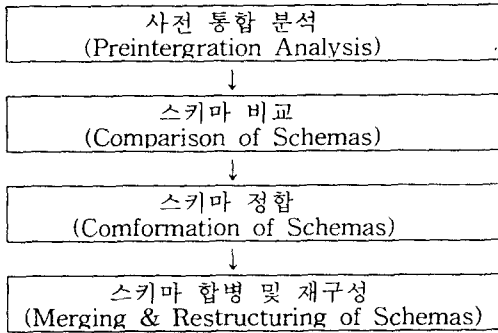 사전 통합 분석
(Preintergration Analysis)
↓
스키마 비교
(Comparison of Schemas)
↓
스키마 정합
(Comformation of Schemas)
↓
스키마 합병 및 재구성
(Merging & Restructuring of Schemas)